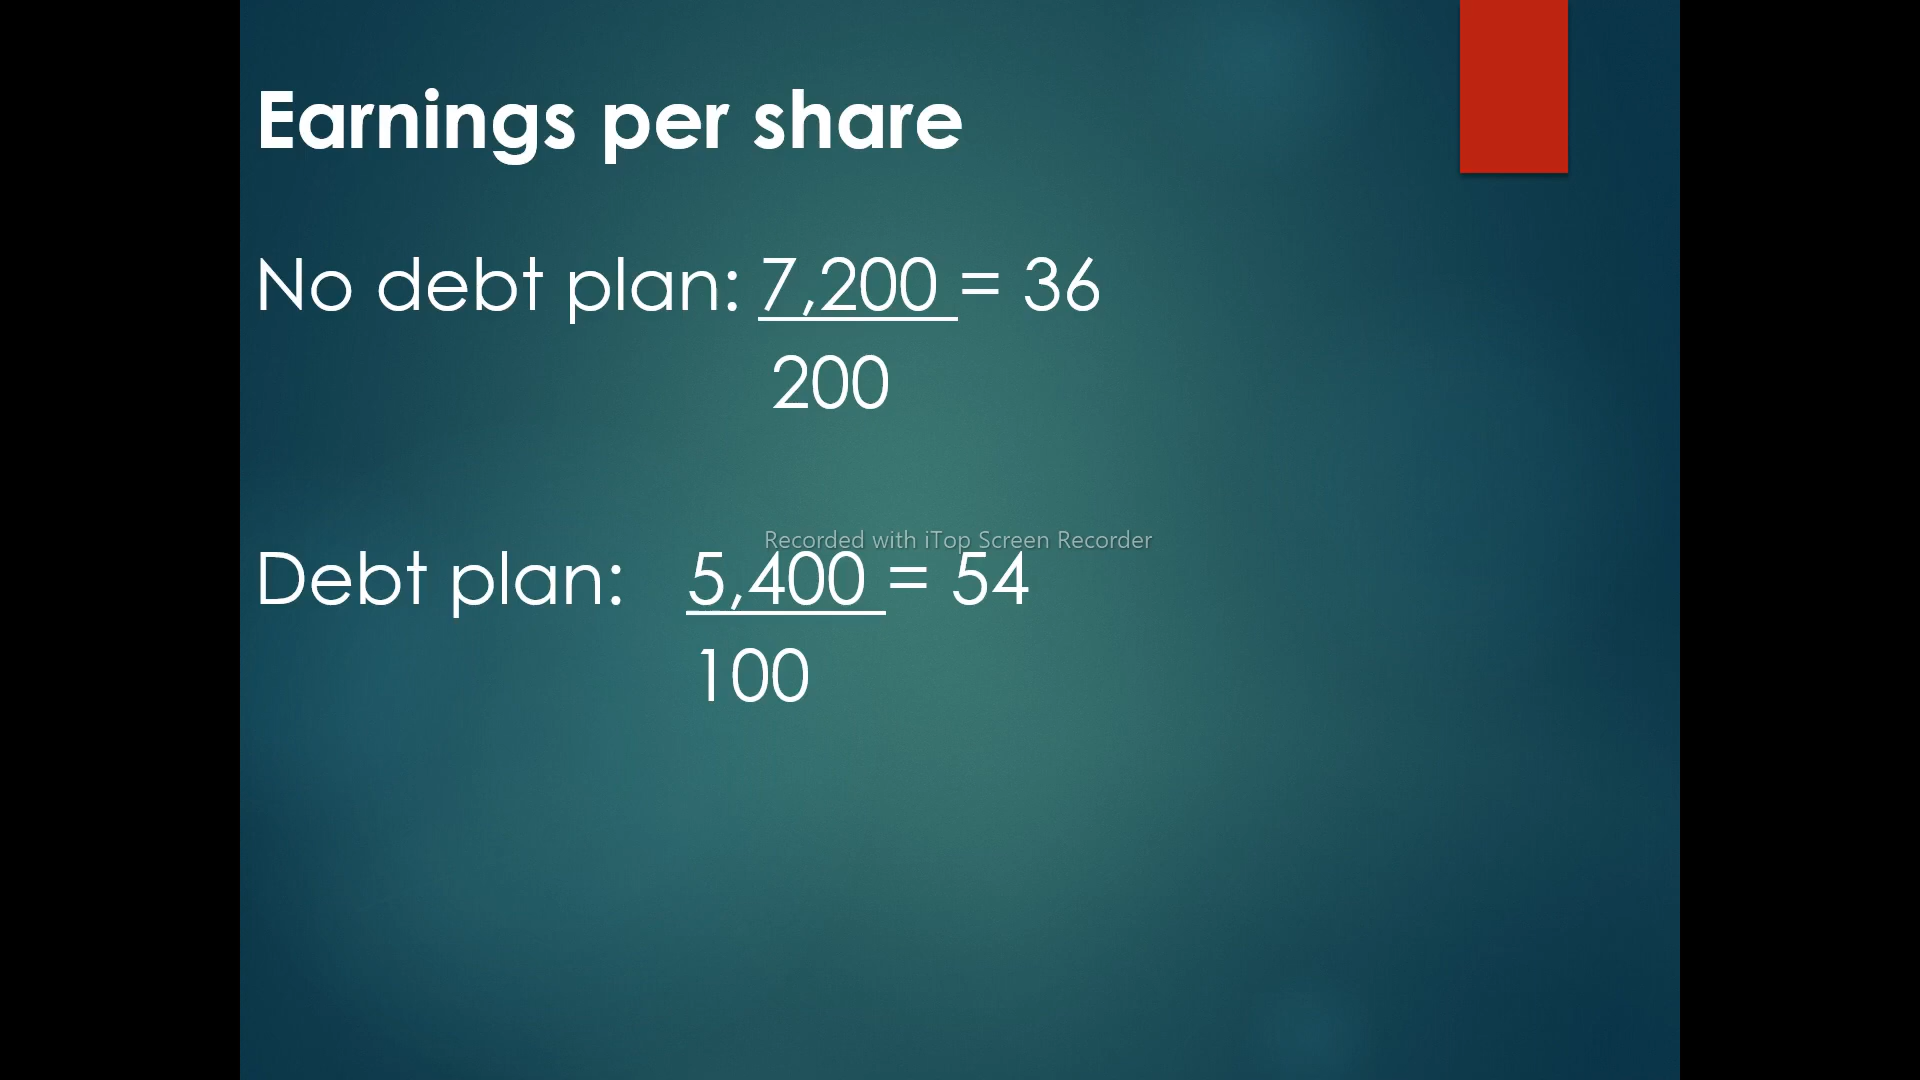 Earnings per share
No debt plan: 7,200 = 36
200
Recorded with iTop Screen Recorder
Debt plan: 5,400 = 54
100